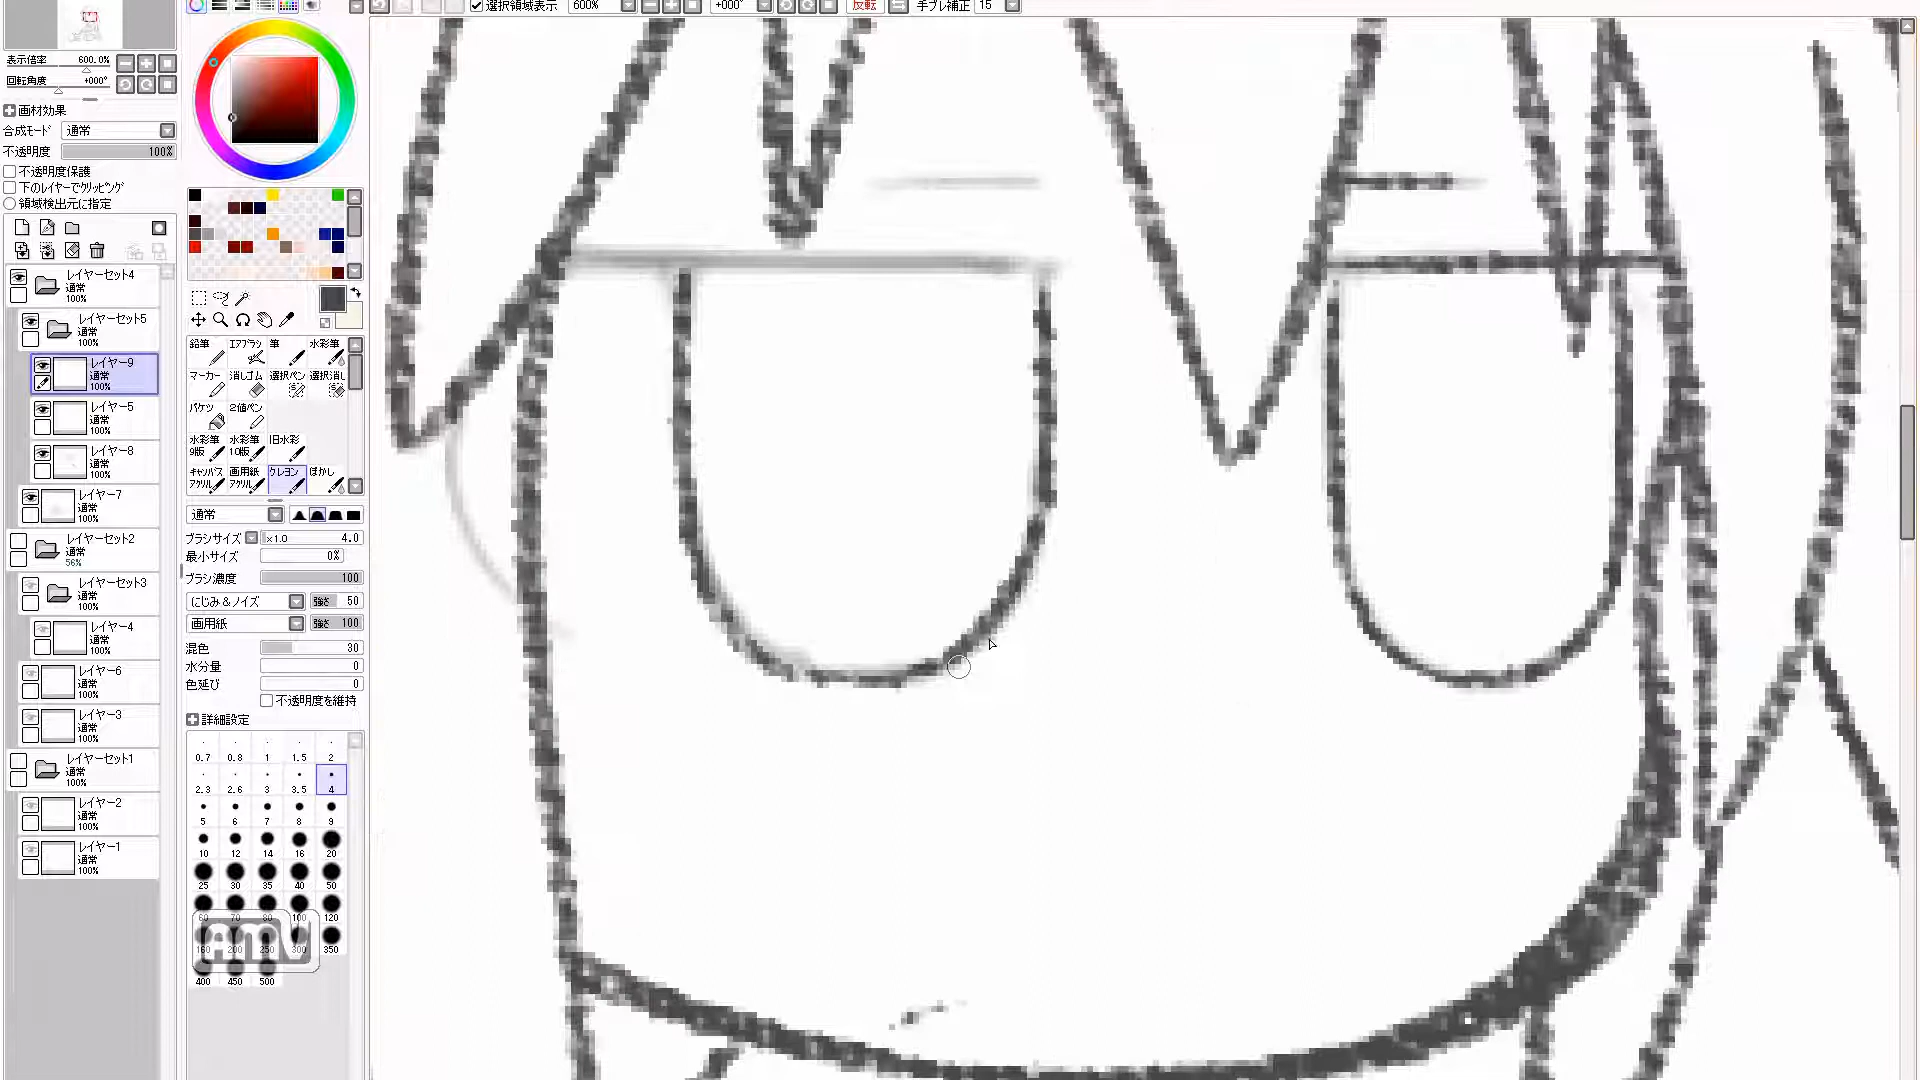 選択領域表示 600% +000° 反転 手ブレ補正 15
表示倍率 600.0%
回転角度 +000°
画材効果
合成モード 通常
不透明度 100%
不透明度保護
下のレイヤーでクリッピング
領域検出元に指定
レイヤーセット4
通常
100%
レイヤーセット5
通常
100%
レイヤー9
通常
100%
レイヤー5
通常
100%
レイヤー8
通常
100%
レイヤー7
通常
100%
レイヤーセット2
通常
56%
レイヤーセット3
通常
100%
レイヤー4
通常
100%
レイヤー6
通常
100%
レイヤー3
通常
100%
レイヤーセット1
通常
100%
レイヤー2
通常
100%
レイヤー1
通常
100%
鉛筆 エアブラシ 筆 水彩筆
マーカー 消しゴム 選択ペン 選択消し
バケツ 2値ペン
水彩筆 水彩筆 旧水彩
9版 10版
キャンバス 画用紙 クレヨン ぼかし
アクリル アクリル
通常
ブラシサイズ x1.0 4.0
最小サイズ 0%
ブラシ濃度 100
にじみ&ノイズ 強さ 50
画用紙 強さ 100
混色 30
水分量 0
色延び 0
不透明度を維持
詳細設定
0.7 0.8 1 1.5 2
2.3 2.6 3 3.5 4
5 6 7 8 9
10 12 14 16 20
25 30 35 40 50
60 70 80 100 120
160 200 250 300 350
AMV
400 450 500